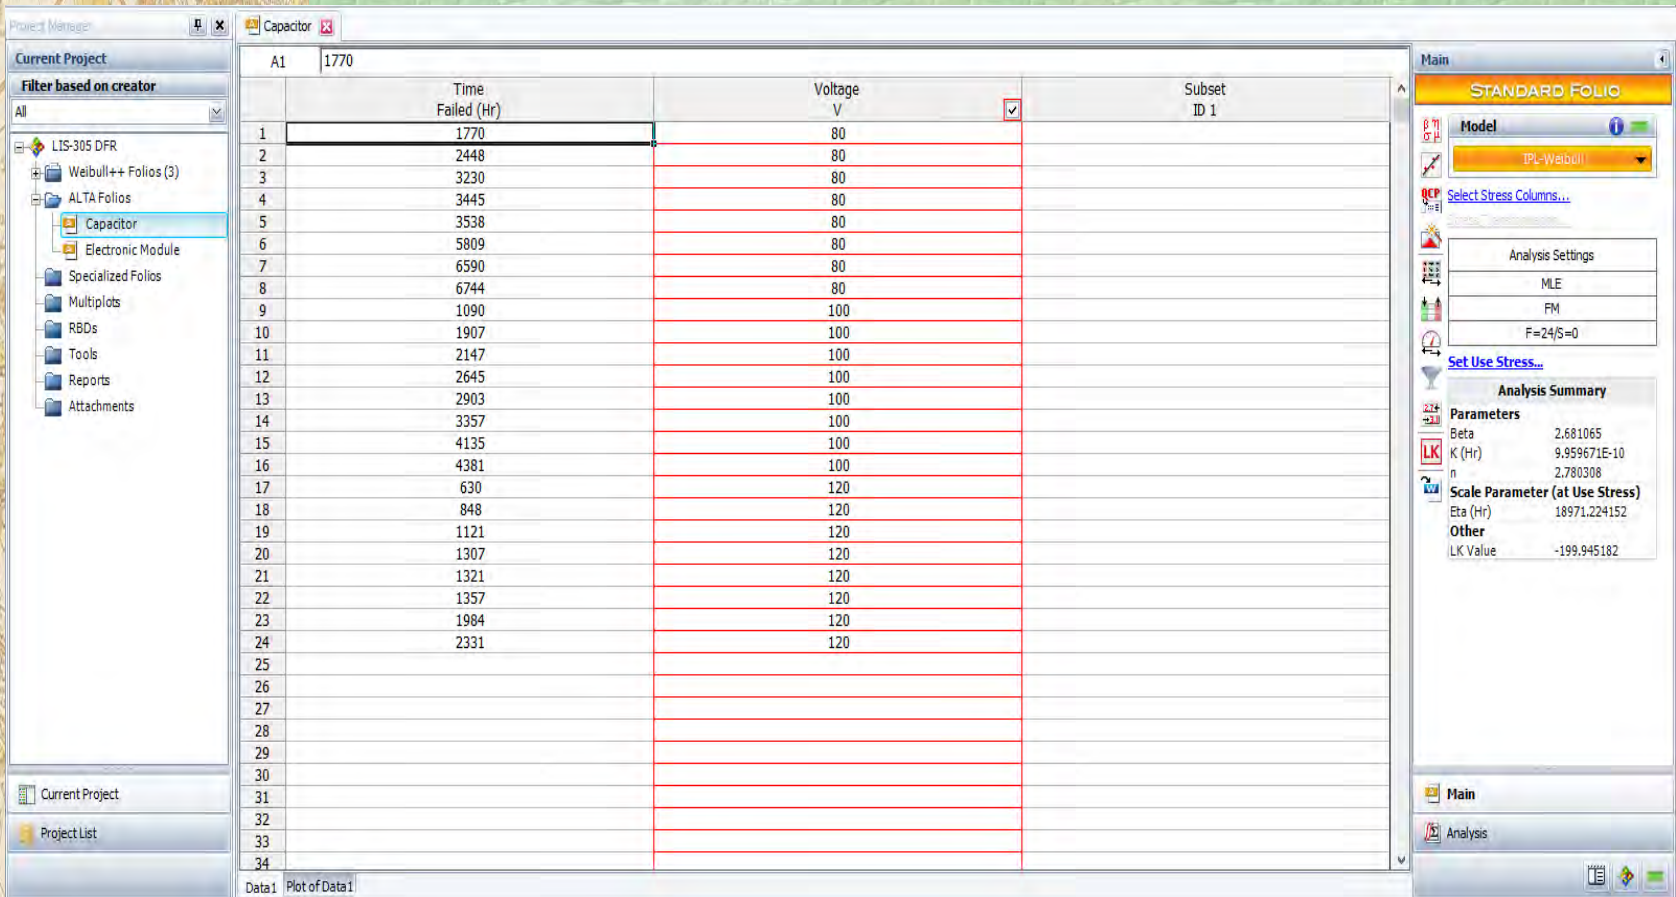 Project Manager
Current Project
Filter based on creator
All
LIS-305 DFR
Weibull++ Folios (3)
ALTA Folios
Capacitor
Electronic Module
Specialized Folios
Multiplots
RBDs
Tools
Reports
Attachments
Current Project
Project List
Capacitor
A1 1770
Time Voltage Subset
Failed (Hr) V ID 1
1 1770 80
2 2448 80
3 3230 80
4 3445 80
5 3538 80
6 5809 80
7 6590 80
8 6744 80
9 1090 100
10 1907 100
11 2147 100
12 2645 100
13 2903 100
14 3357 100
15 4135 100
16 4381 100
17 630 120
18 848 120
19 1121 120
20 1307 120
21 1321 120
22 1357 120
23 1984 120
24 2331 120
25
26
27
28
29
30
31
32
33
34
Data1 Plot of Data1
Main
STANDARD FOLIO
β η
σ μ
Model
IPL-Weibull
QCP
Select Stress Columns...
Analysis Settings
MLE
FM
F=24/S=0
Set Use Stress...
Analysis Summary
Parameters
Beta 2.681065
LK
K (Hr) 9.959671E-10
n 2.780308
Scale Parameter (at Use Stress)
Eta (Hr) 18971.224152
Other
LK Value -199.945182
Main
Analysis